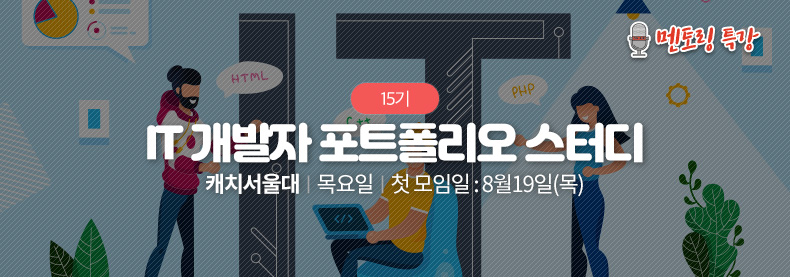 멘토링 특강
HTML
PHP
15기
C++
IT 개발자 포트폴리오 스터디
캐치서울대 | 목요일 | 첫 모임일 : 8월19일(목)
</>